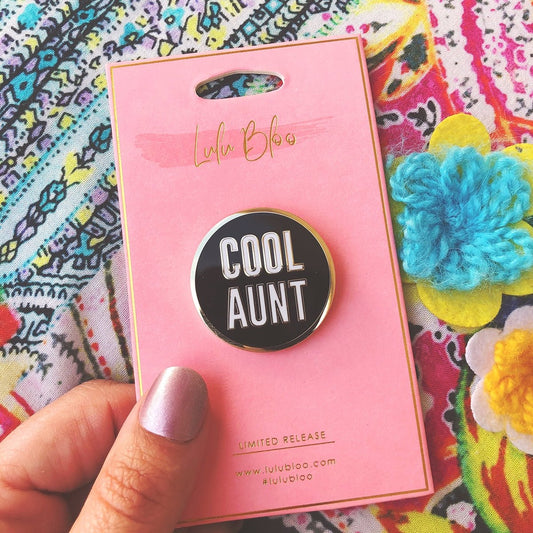 Lulu Bloo
COOL
AUNT
LIMITED RELEASE
www.lulubloo.com
#lulubloo